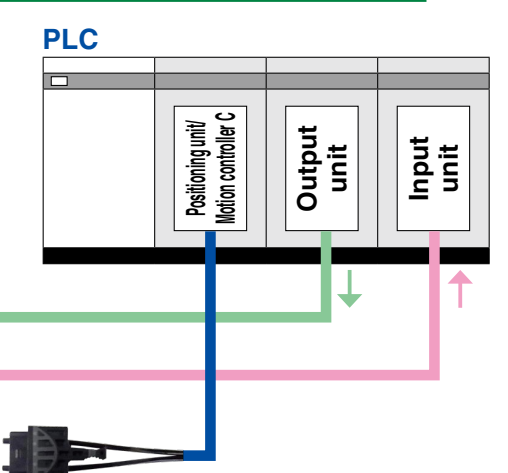 PLC
Positioning unit/
Motion controller C
Output
unit
Input
unit